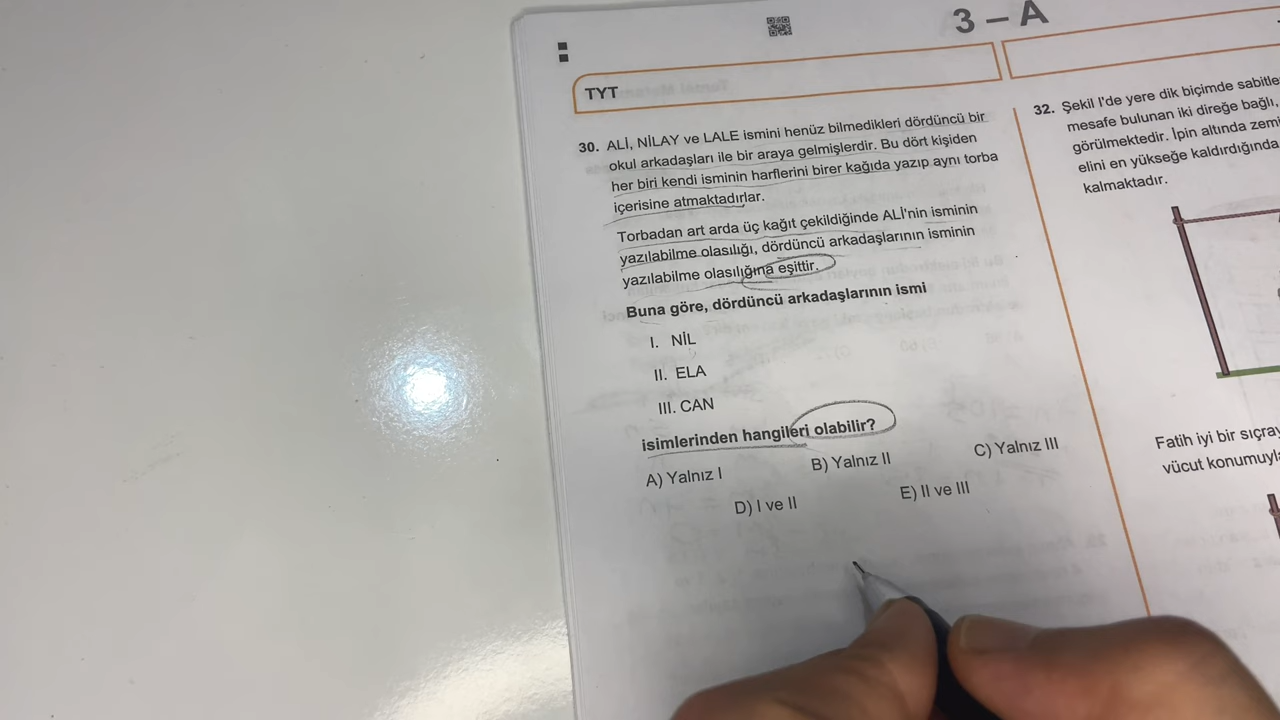 3 – A
TYT
30. ALİ, NİLAY ve LALE ismini henüz bilmedikleri dördüncü bir
okul arkadaşları ile bir araya gelmişlerdir. Bu dört kişiden
her biri kendi isminin harflerini birer kağıda yazıp aynı torba
içerisine atmaktadırlar.
Torbadan art arda üç kağıt çekildiğinde ALİ'nin isminin
yazılabilme olasılığı, dördüncü arkadaşlarının isminin
yazılabilme olasılığına eşittir.
Buna göre, dördüncü arkadaşlarının ismi
I. NİL
II. ELA
III. CAN
isimlerinden hangileri olabilir?
A) Yalnız I
B) Yalnız II
C) Yalnız III
D) I ve II
E) II ve III
32. Şekil I'de yere dik biçimde sabitle
mesafe bulunan iki direğe bağlı,
görülmektedir. İpin altında zemi
elini en yükseğe kaldırdığında
kalmaktadır.
Fatih iyi bir sıçray
vücut konumuyla